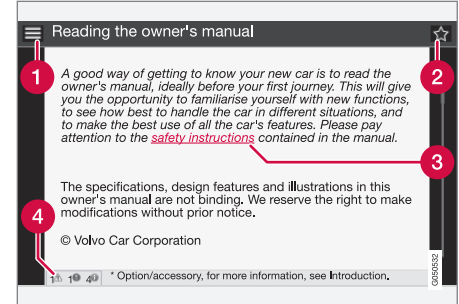 Reading the owner's manual
1
2
A good way of getting to know your new car is to read the
owner's manual, ideally before your first journey. This will give
you the opportunity to familiarise yourself with new functions,
to see how best to handle the car in different situations, and
to make the best use of all the car's features. Please pay
attention to the safety instructions contained in the manual.
3
The specifications, design features and illustrations in this
owner's manual are not binding. We reserve the right to make
modifications without prior notice.
4
© Volvo Car Corporation
1 1 4 * Option/accessory, for more information, see Introduction.
G050532